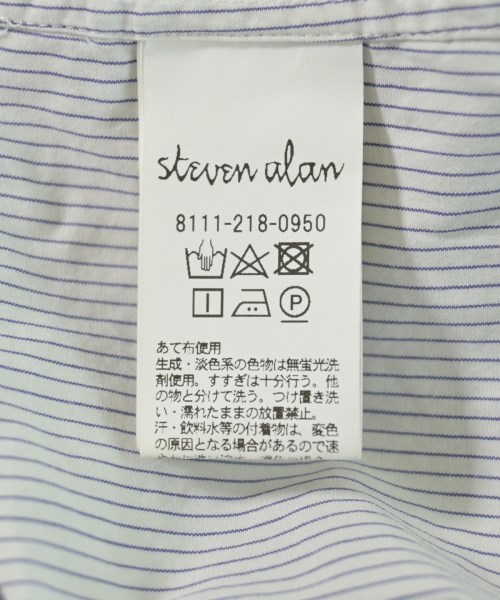 steven alan
8111-218-0950
P
あて布使用
生成・淡色系の色物は無蛍光洗
剤使用。すすぎは十分行う。他
の物と分けて洗う。つけ置き洗
い・濡れたままの放置禁止。
汗・飲料水等の付着物は、変色
の原因となる場合があるので速